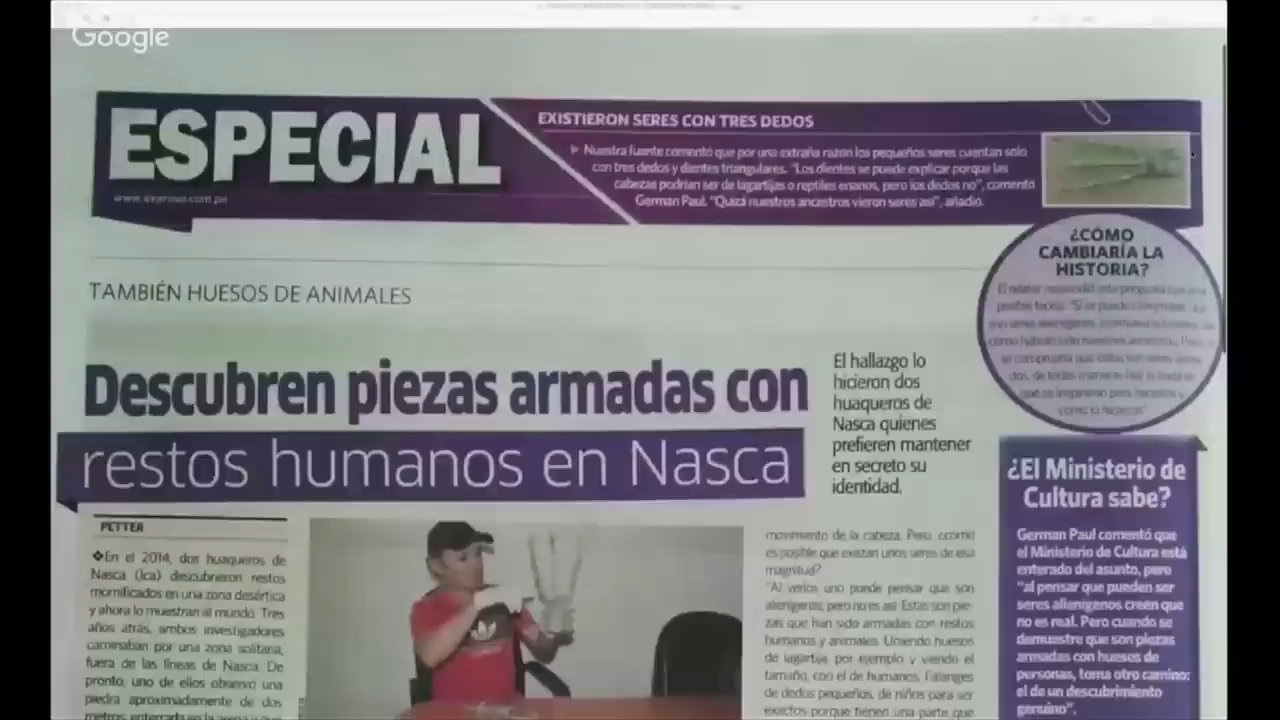 Google
ESPECIAL
www.expreso.com.pe
EXISTIERON SERES CON TRES DEDOS
Nuestra fuente comentó que por una extraña razón los pequeños seres cuentan solo
con tres dedos y dientes triangulares. "Los dientes se puede explicar porque las
cabezas podrían ser de lagartijas o reptiles enanos, pero los dedos no", comentó
German Paul. "Quizá nuestros ancestros vieron seres así", añadió.
¿CÓMO
CAMBIARÍA LA
HISTORIA?
TAMBIÉN HUESOS DE ANIMALES
Descubren piezas armadas con
restos humanos en Nasca
El hallazgo lo
hicieron dos
huaqueros de
Nasca quienes
prefieren mantener
en secreto su
identidad.
¿El Ministerio de
Cultura sabe?
German Paul comentó que
el Ministerio de Cultura está
enterado del asunto, pero
"al pensar que pueden ser
seres alienígenos creen que
no es real. Pero cuando se
demuestre que son piezas
armadas con huesos de
personas, toma otro camino:
el de un descubrimiento
genuino".
PETTER
❖En el 2014, dos huaqueros de
Nasca (Ica) descubrieron restos
momificados en una zona desértica
y ahora lo muestran al mundo. Tres
años atrás, ambos investigadores
caminaban por una zona solitaria,
fuera de las líneas de Nasca. De
pronto, uno de ellos observó una
piedra aproximadamente de dos
metros enterrada en la arena y que
movimiento de la cabeza. Pero, ¿cómo
es posible que existan unos seres de esa
magnitud?
"Al verlos uno puede pensar que son
alienígenos, pero no es así. Estas son pie-
zas que han sido armadas con restos
humanos y animales. Uniendo huesos
de lagartija, por ejemplo y viendo el
tamaño, con el de humanos. Falanges
de dedos pequeños, de niños para ser
exactos porque tienen una parte que